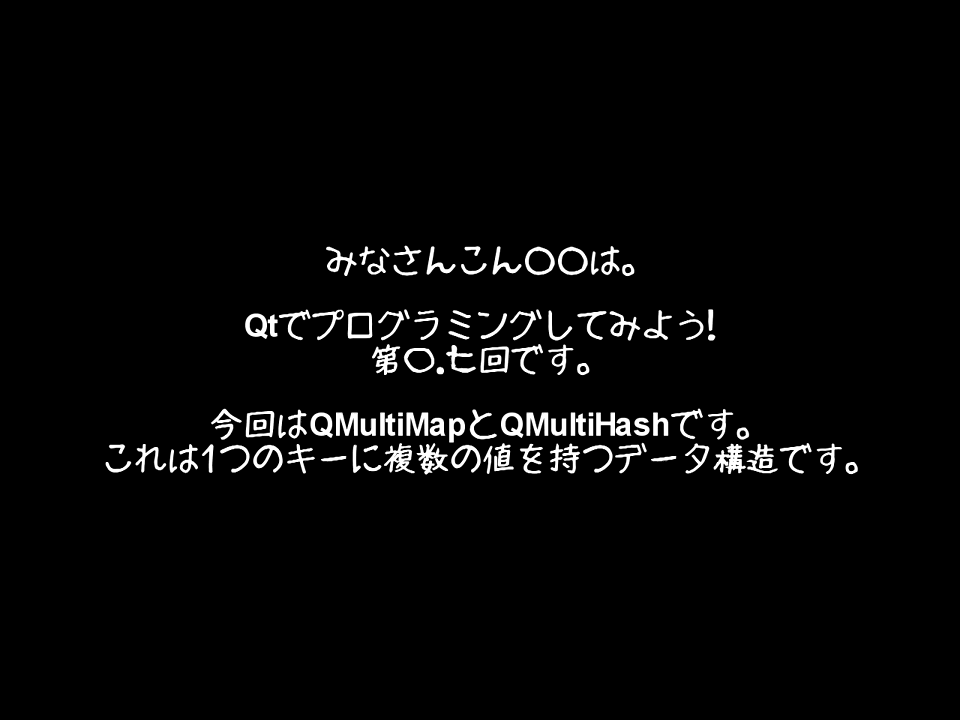 みなさんこん〇〇は。
Qtでプログラミングしてみよう!
第〇.七回です。
今回はQMultiMapとQMultiHashです。
これは1つのキーに複数の値を持つデータ構造です。